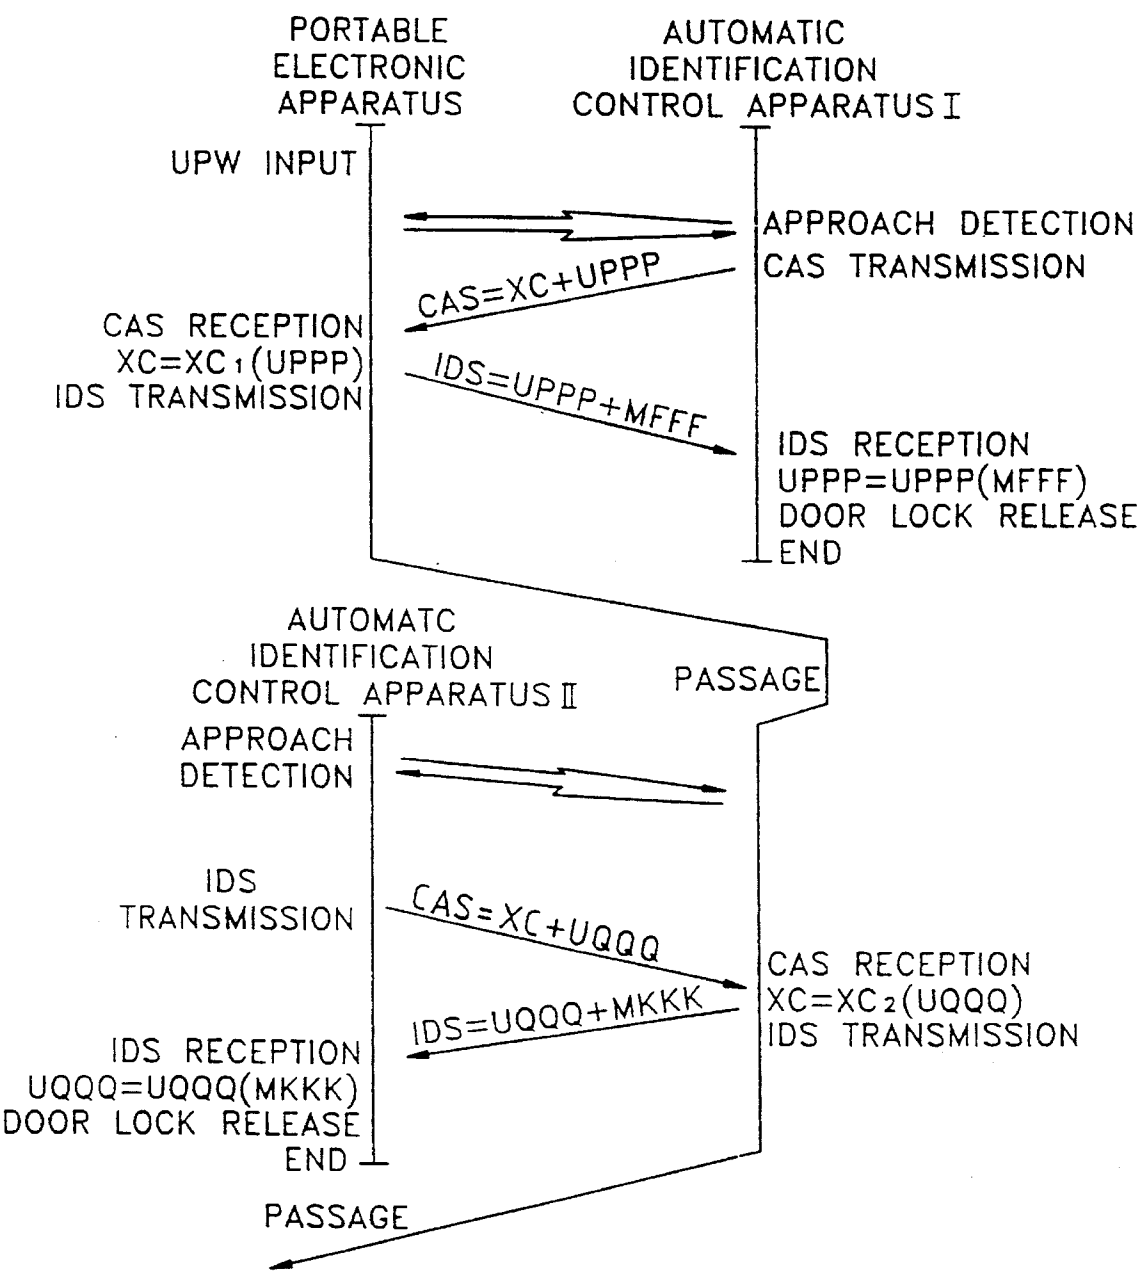 PORTABLE
ELECTRONIC
APPARATUS
AUTOMATIC
IDENTIFICATION
CONTROL APPARATUS I
UPW INPUT
APPROACH DETECTION
CAS TRANSMISSION
CAS=XC+UPPP
CAS RECEPTION
XC=XC₁(UPPP)
IDS TRANSMISSION
IDS=UPPP+MFFF
IDS RECEPTION
UPPP=UPPP(MFFF)
DOOR LOCK RELEASE
END
AUTOMATC
IDENTIFICATION
CONTROL APPARATUS II
PASSAGE
APPROACH
DETECTION
IDS
TRANSMISSION
CAS=XC+UQQQ
CAS RECEPTION
XC=XC₂(UQQQ)
IDS TRANSMISSION
IDS=UQQQ+MKKK
IDS RECEPTION
UQQQ=UQQQ(MKKK)
DOOR LOCK RELEASE
END
PASSAGE